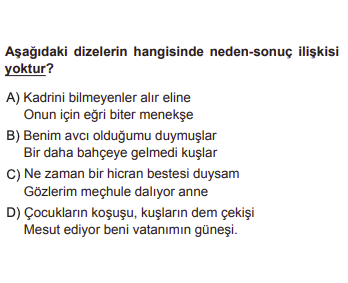 Aşağıdaki dizelerin hangisinde neden-sonuç ilişkisi
yoktur?
A) Kadrini bilmeyenler alır eline
Onun için eğri biter menekşe
B) Benim avcı olduğumu duymuşlar
Bir daha bahçeye gelmedi kuşlar
C) Ne zaman bir hicran bestesi duysam
Gözlerim meçhule dalıyor anne
D) Çocukların koşuşu, kuşların dem çekişi
Mesut ediyor beni vatanımın güneşi.